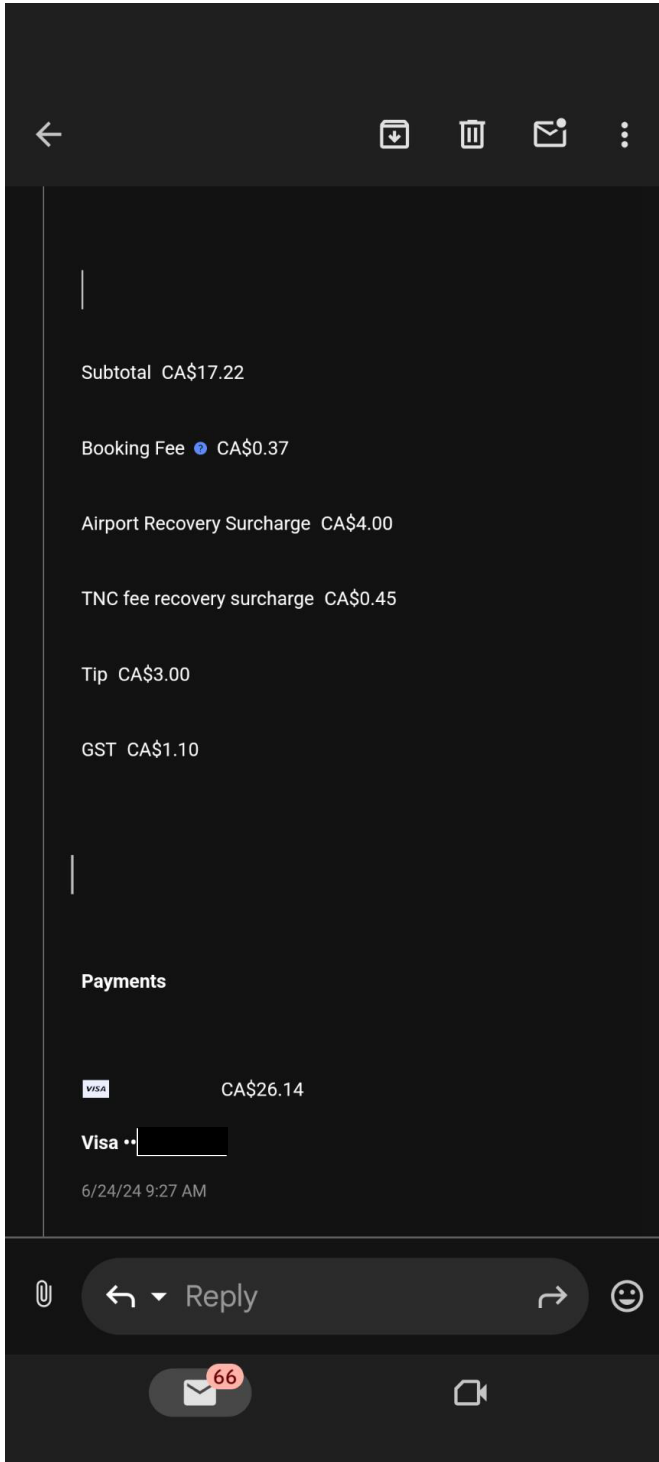 Subtotal CA$17.22
Booking Fee ? CA$0.37
Airport Recovery Surcharge CA$4.00
TNC fee recovery surcharge CA$0.45
Tip CA$3.00
GST CA$1.10
Payments
VISA CA$26.14
Visa ••
6/24/24 9:27 AM
Reply
66